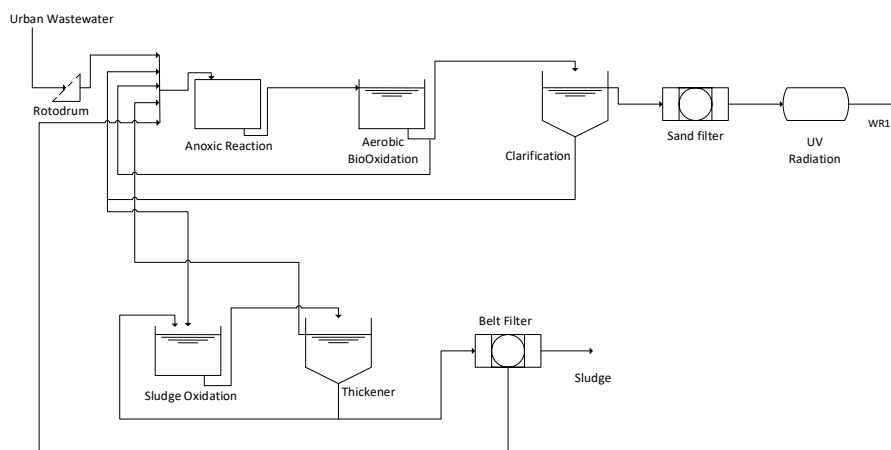 Urban Wastewater
Rotodrum
Anoxic Reaction
Aerobic
BioOxidation
Clarification
Sand filter
UV
Radiation
WR1
Sludge Oxidation
Thickener
Belt Filter
Sludge